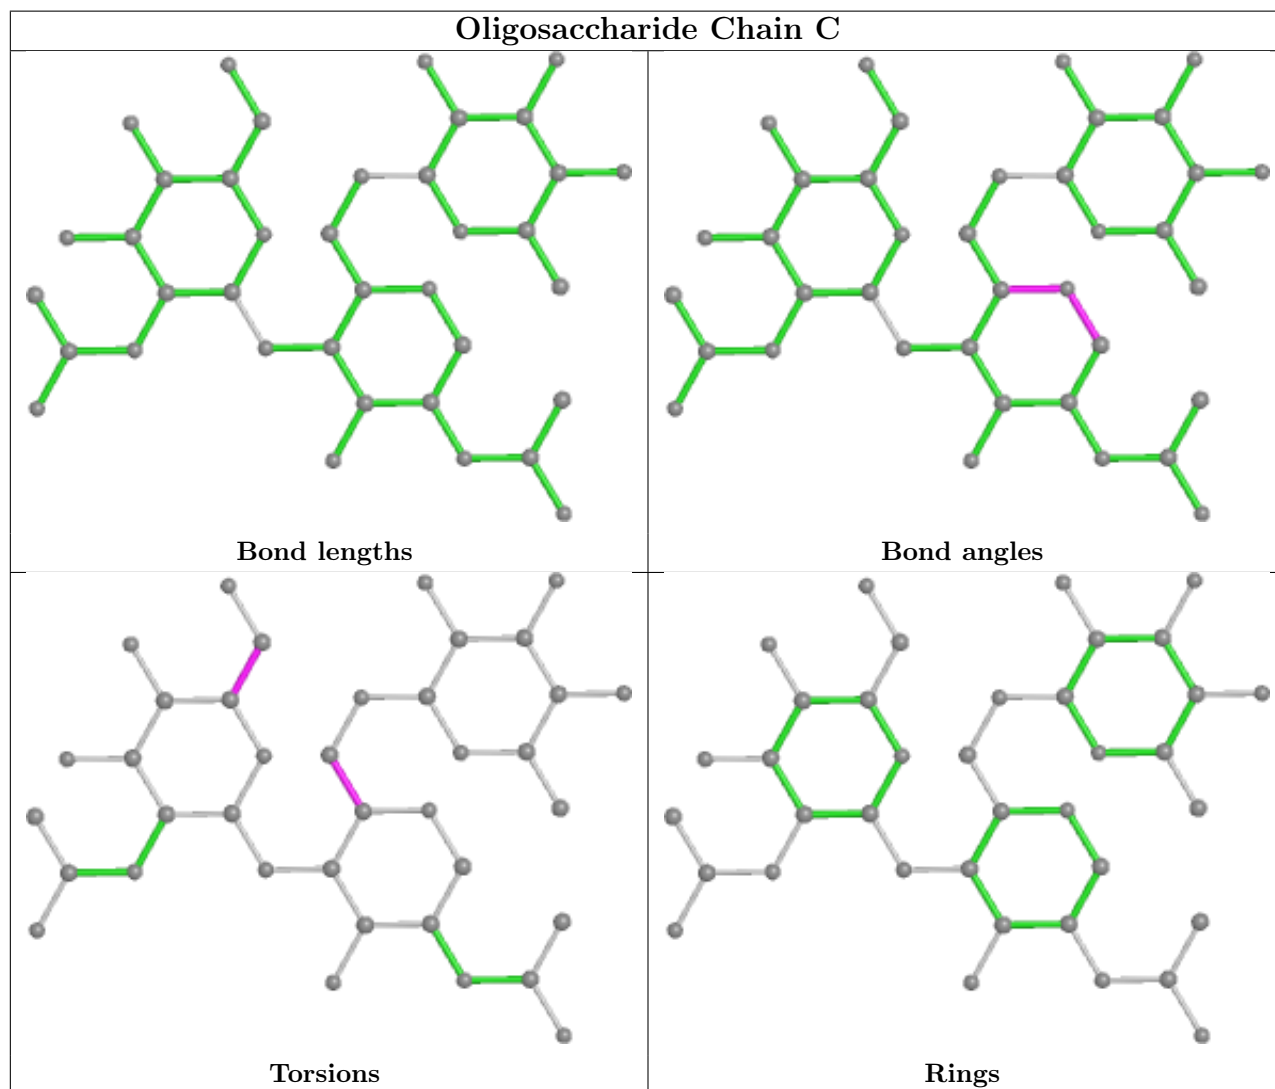 Oligosaccharide Chain C
Bond lengths
Bond angles
Torsions
Rings